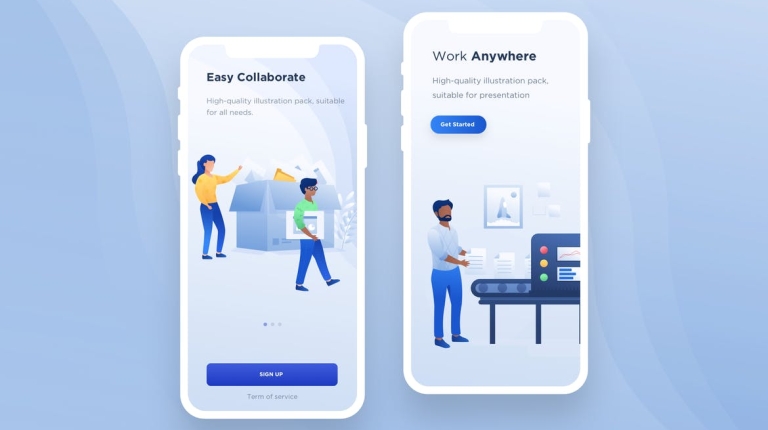 Easy Collaborate
High-quality illustration pack, suitable
for all needs.
SIGN UP
Term of service
Work Anywhere
High-quality illustration pack,
suitable for presentation
Get Started